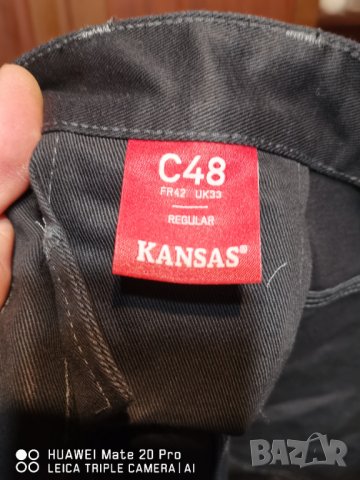 C48
FR42 UK33
REGULAR
KANSAS®
HUAWEI Mate 20 Pro
LEICA TRIPLE CAMERA | AI
BAZAR